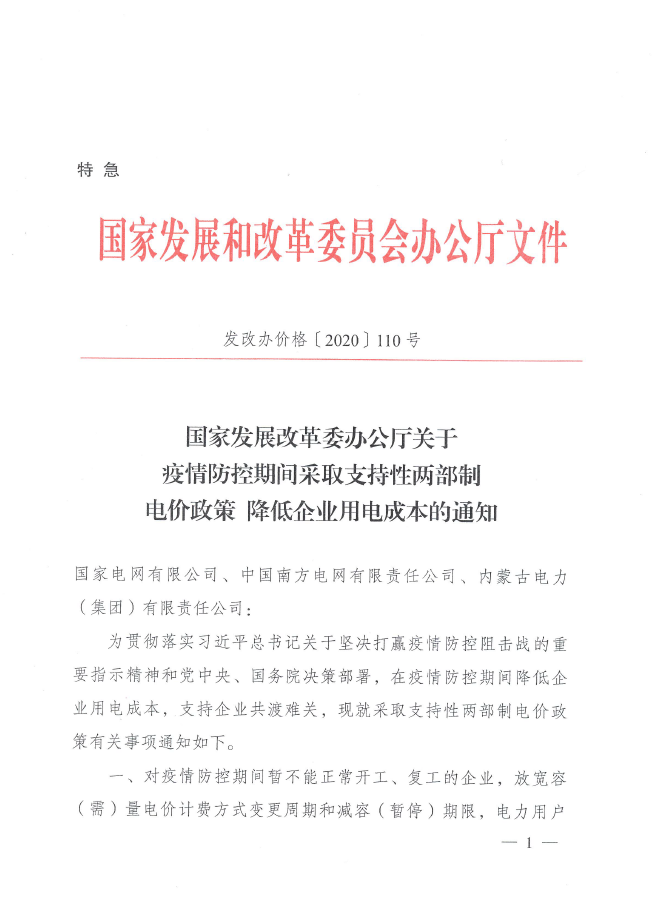 特 急
国家发展和改革委员会办公厅文件
发改办价格〔2020〕110 号
国家发展改革委办公厅关于
疫情防控期间采取支持性两部制
电价政策 降低企业用电成本的通知
国家电网有限公司、中国南方电网有限责任公司、内蒙古电力
（集团）有限责任公司：
为贯彻落实习近平总书记关于坚决打赢疫情防控阻击战的重
要指示精神和党中央、国务院决策部署，在疫情防控期间降低企
业用电成本，支持企业共渡难关，现就采取支持性两部制电价政
策有关事项通知如下。
一、对疫情防控期间暂不能正常开工、复工的企业，放宽容
（需）量电价计费方式变更周期和减容（暂停）期限，电力用户
— 1 —